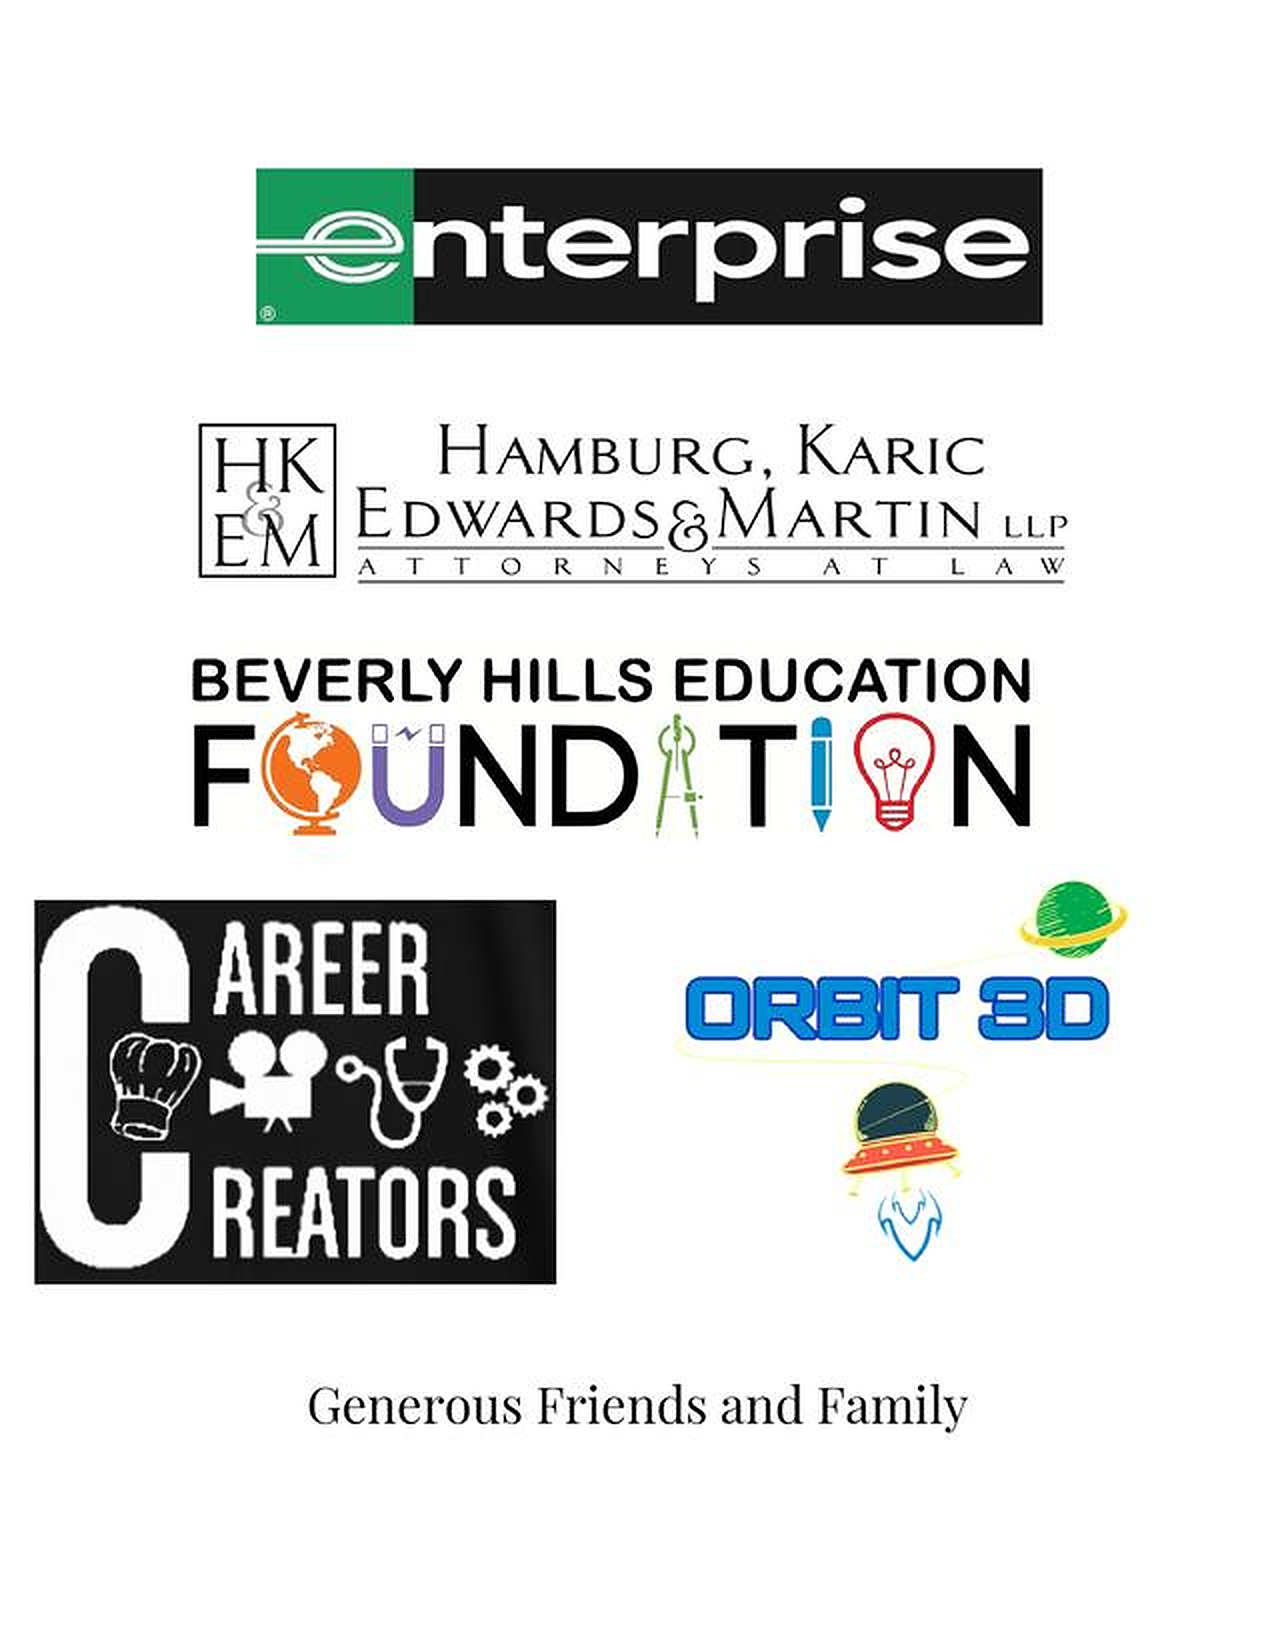 enterprise
®
HK
&
EM
HAMBURG, KARIC
EDWARDS & MARTIN LLP
ATTORNEYS AT LAW
BEVERLY HILLS EDUCATION
FOUNDATION
CAREER
CREATORS
ORBIT 3D
Generous Friends and Family